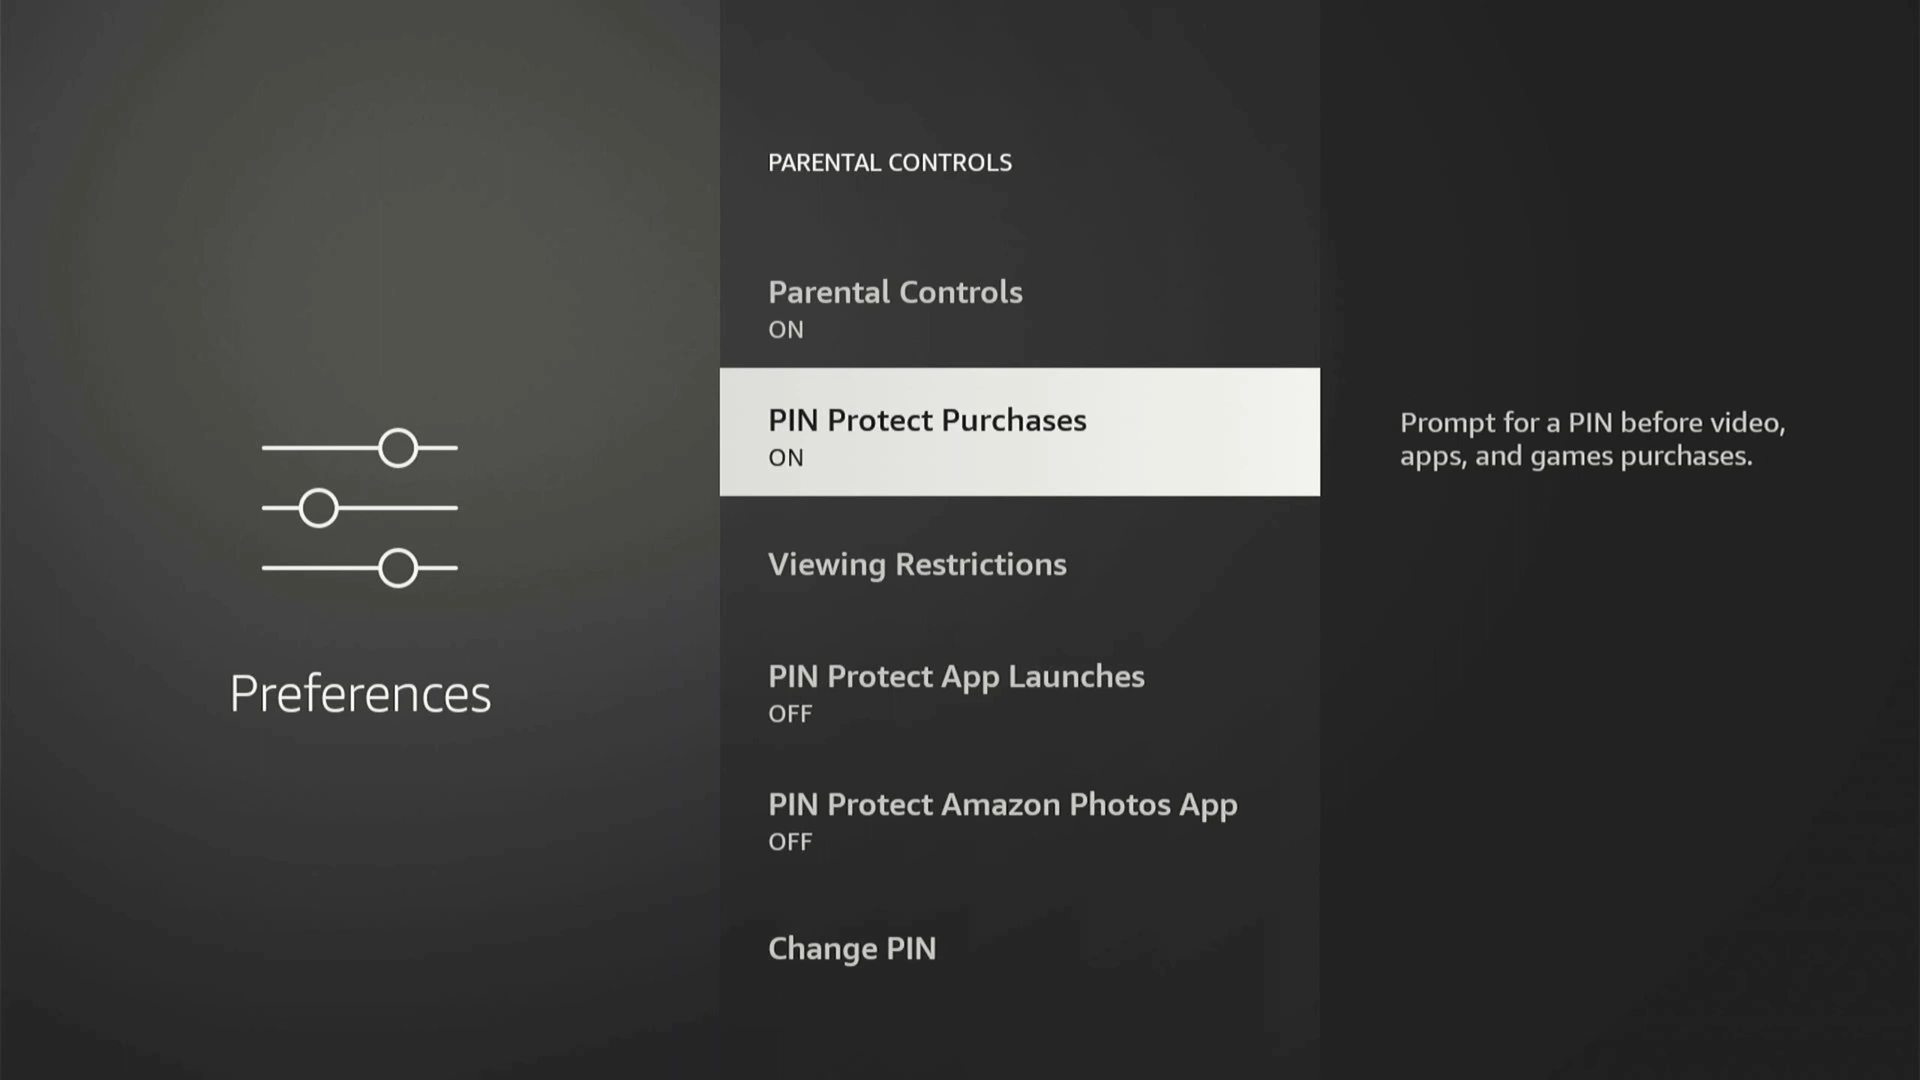 PARENTAL CONTROLS
Parental Controls
ON
PIN Protect Purchases
ON
Prompt for a PIN before video,
apps, and games purchases.
Viewing Restrictions
PIN Protect App Launches
OFF
Preferences
PIN Protect Amazon Photos App
OFF
Change PIN